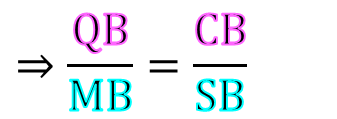 ⇒ QB/MB = CB/SB